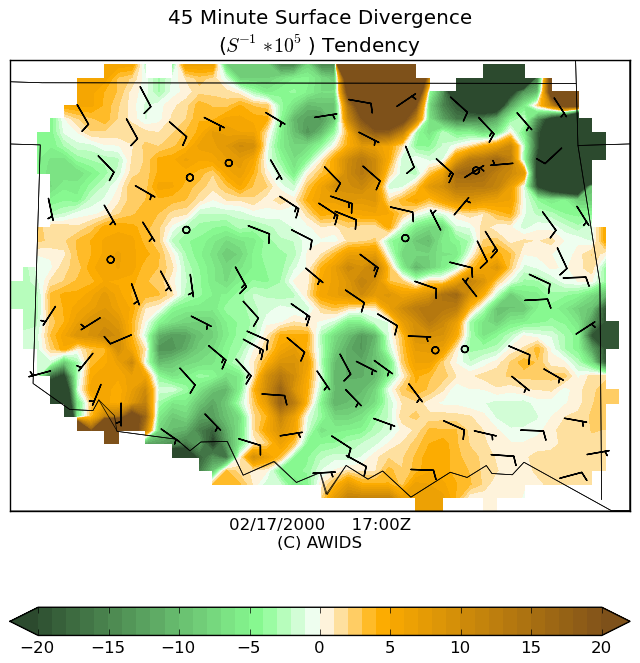 45 Minute Surface Divergence
(S⁻¹ * 10⁵ ) Tendency
02/17/2000 17:00Z
(C) AWIDS
−20 −15 −10 −5 0 5 10 15 20